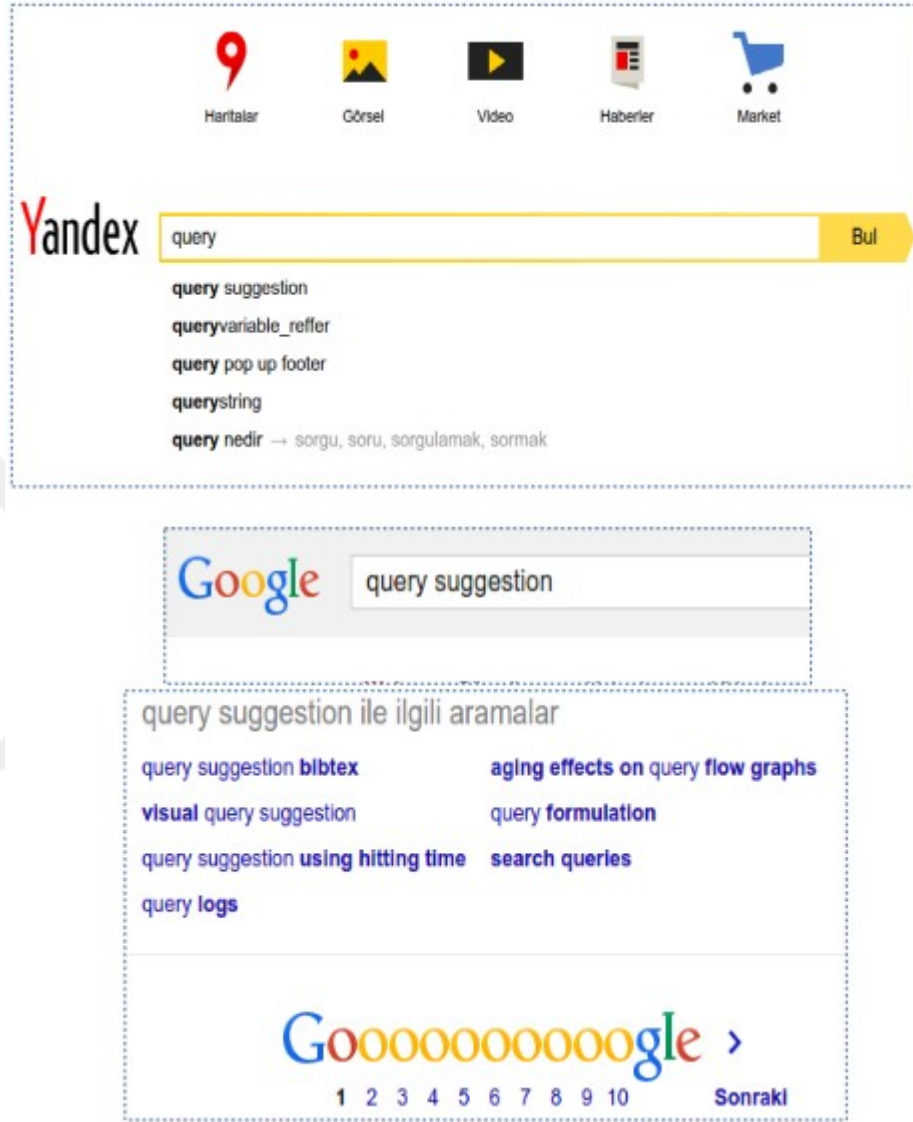 Haritalar Görsel Video Haberler Market
Yandex query Bul
query suggestion
queryvariable_reffer
query pop up footer
querystring
query nedir → sorgu, soru, sorgulamak, sormak
Google query suggestion
query suggestion ile ilgili aramalar
query suggestion bibtex aging effects on query flow graphs
visual query suggestion query formulation
query suggestion using hitting time search queries
query logs
Goooooooooogle >
1 2 3 4 5 6 7 8 9 10 Sonraki